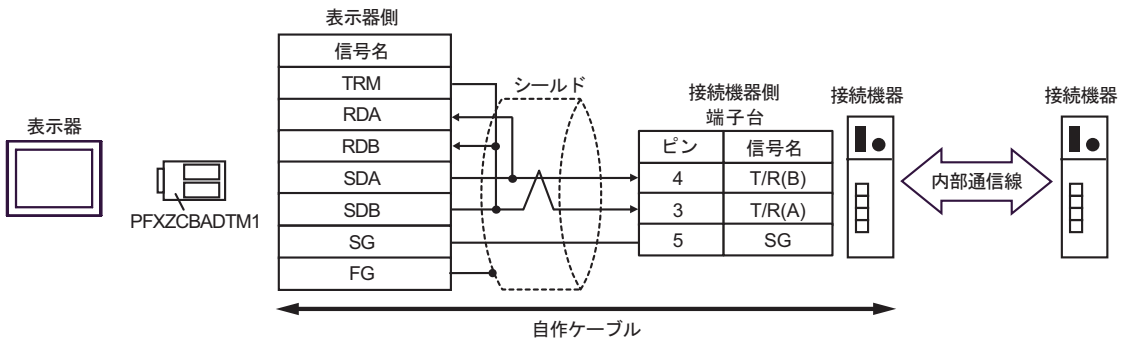 表示器側
信号名
TRM
RDA
RDB
SDA
SDB
SG
FG
シールド
表示器
PFXZCBADTM1
接続機器側
端子台
ピン 信号名
4 T/R(B)
3 T/R(A)
5 SG
接続機器
内部通信線
接続機器
自作ケーブル